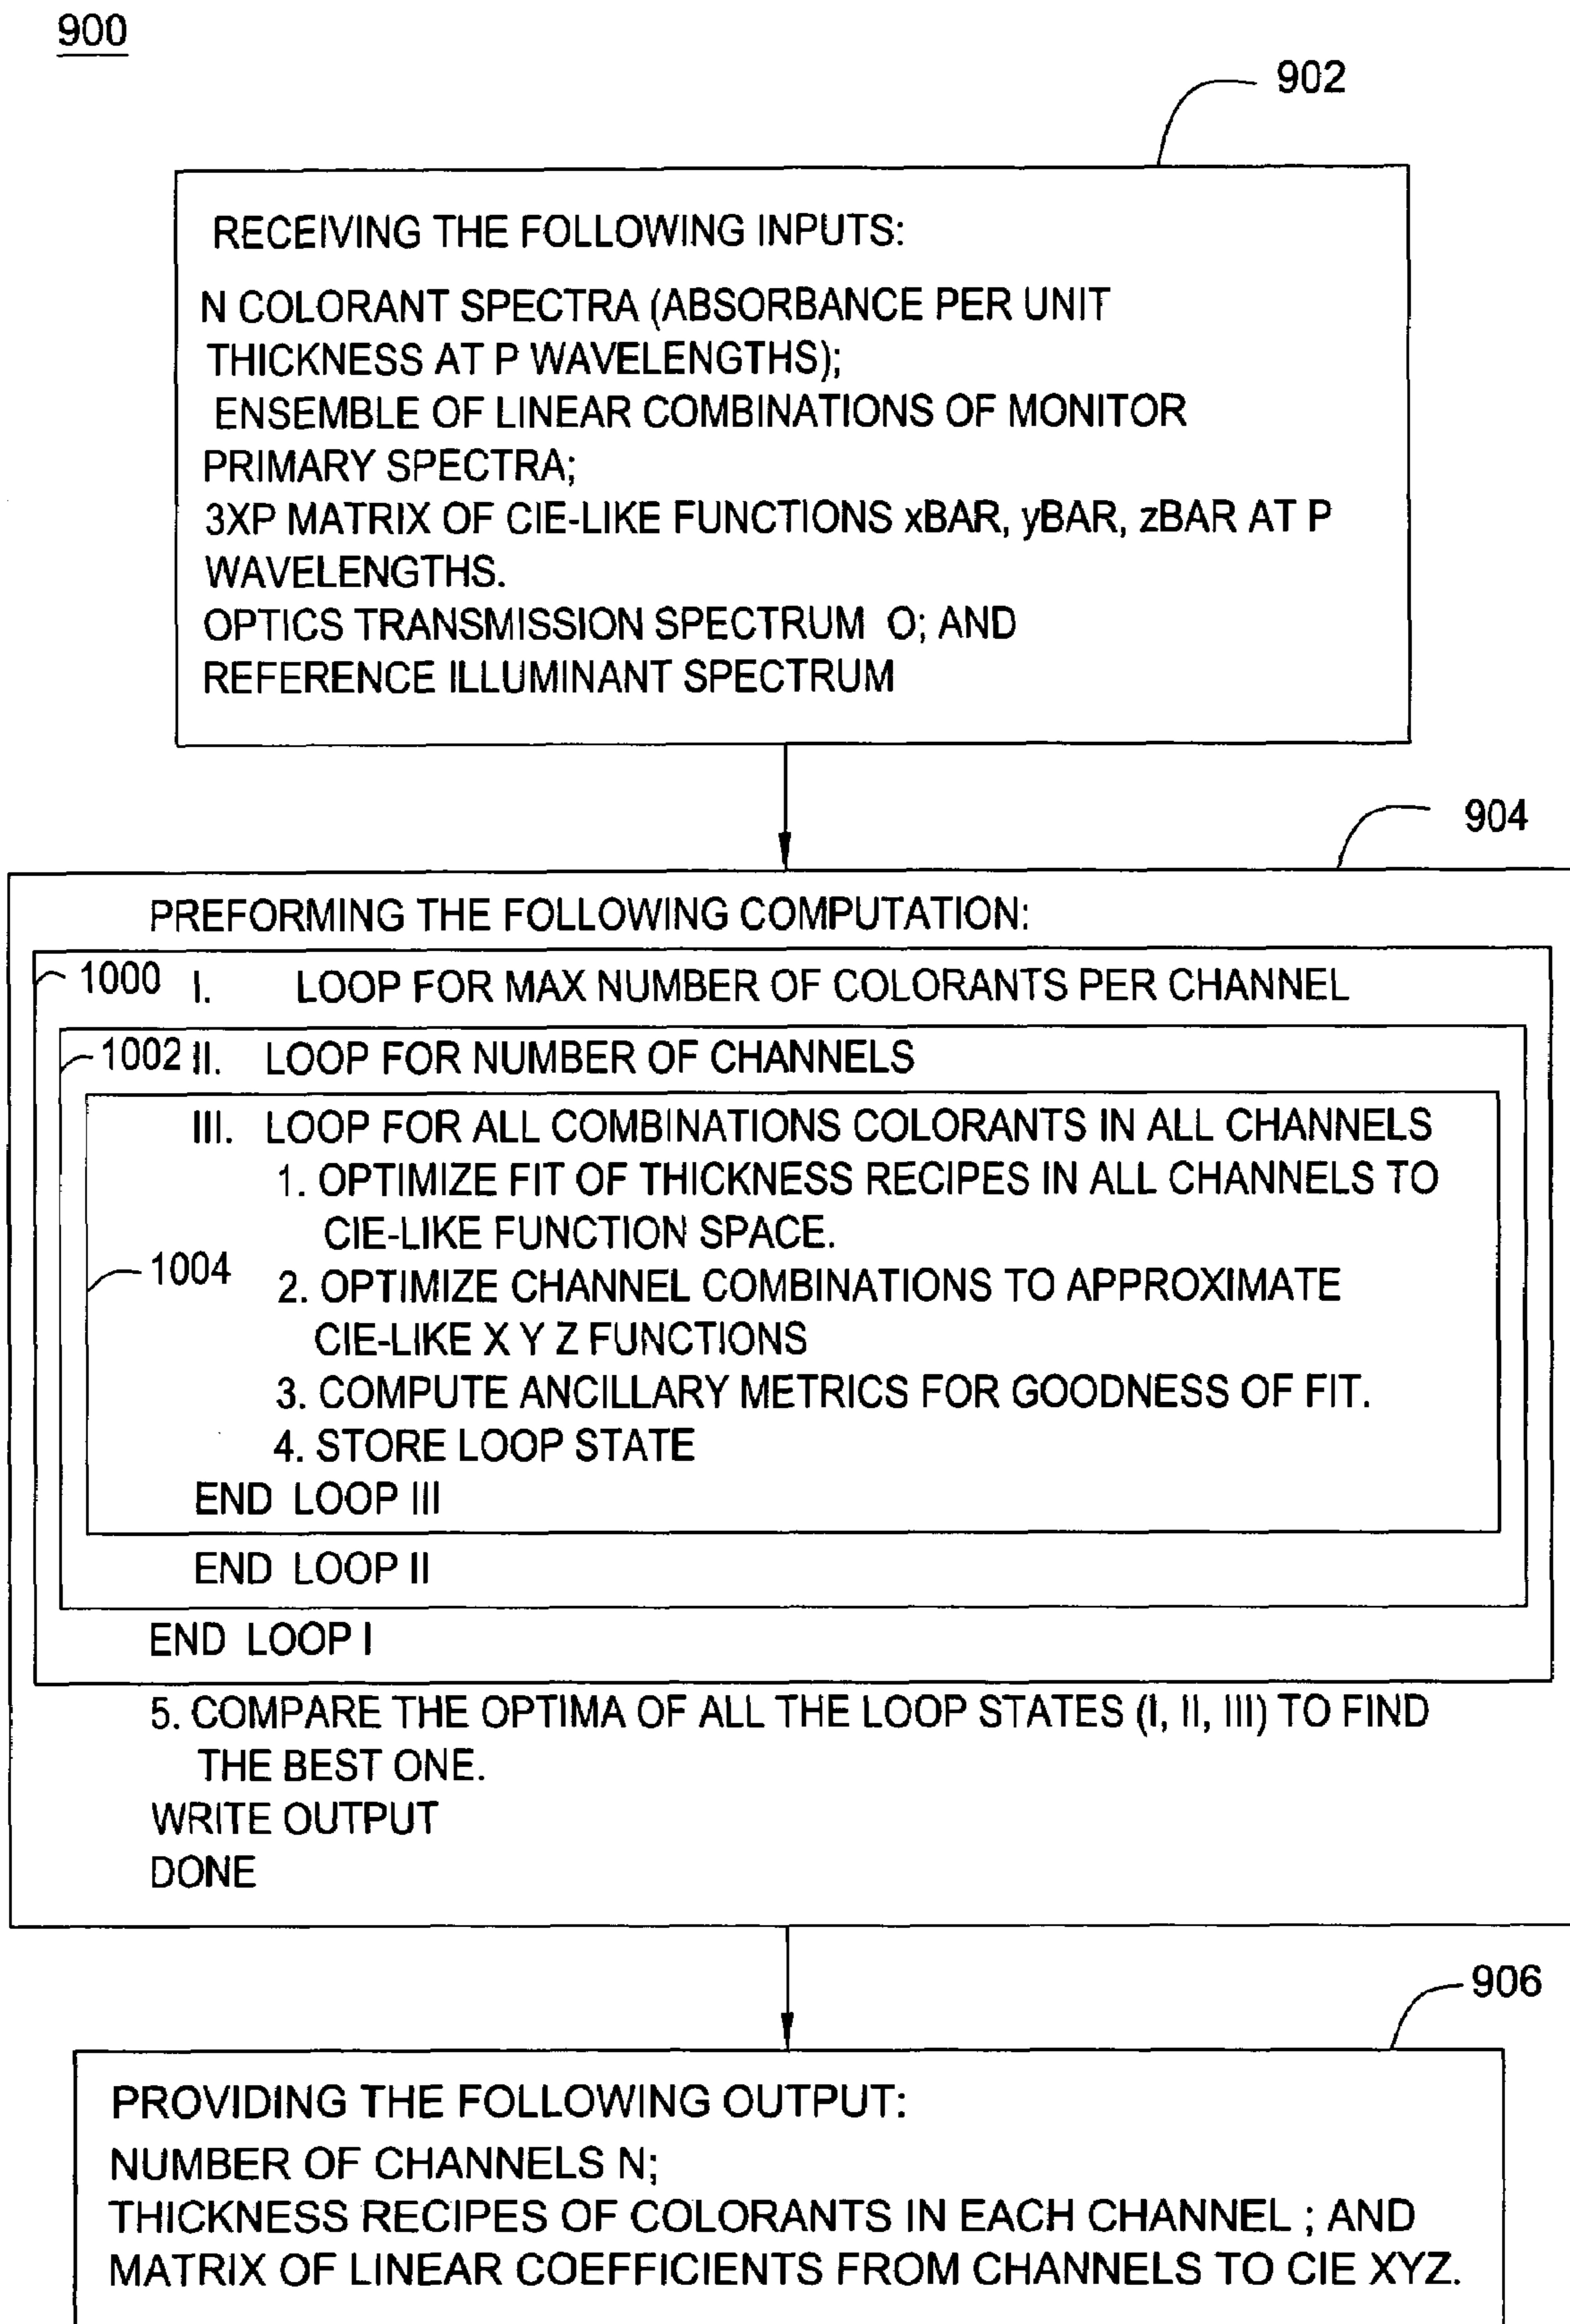 900
902
RECEIVING THE FOLLOWING INPUTS:
N COLORANT SPECTRA (ABSORBANCE PER UNIT
THICKNESS AT P WAVELENGTHS);
ENSEMBLE OF LINEAR COMBINATIONS OF MONITOR
PRIMARY SPECTRA;
3XP MATRIX OF CIE-LIKE FUNCTIONS xBAR, yBAR, zBAR AT P
WAVELENGTHS.
OPTICS TRANSMISSION SPECTRUM O; AND
REFERENCE ILLUMINANT SPECTRUM
904
PREFORMING THE FOLLOWING COMPUTATION:
1000 I. LOOP FOR MAX NUMBER OF COLORANTS PER CHANNEL
1002 II. LOOP FOR NUMBER OF CHANNELS
III. LOOP FOR ALL COMBINATIONS COLORANTS IN ALL CHANNELS
1. OPTIMIZE FIT OF THICKNESS RECIPES IN ALL CHANNELS TO
CIE-LIKE FUNCTION SPACE.
1004 2. OPTIMIZE CHANNEL COMBINATIONS TO APPROXIMATE
CIE-LIKE X Y Z FUNCTIONS
3. COMPUTE ANCILLARY METRICS FOR GOODNESS OF FIT.
4. STORE LOOP STATE
END LOOP III
END LOOP II
END LOOP I
5. COMPARE THE OPTIMA OF ALL THE LOOP STATES (I, II, III) TO FIND
THE BEST ONE.
WRITE OUTPUT
DONE
906
PROVIDING THE FOLLOWING OUTPUT:
NUMBER OF CHANNELS N;
THICKNESS RECIPES OF COLORANTS IN EACH CHANNEL ; AND
MATRIX OF LINEAR COEFFICIENTS FROM CHANNELS TO CIE XYZ.